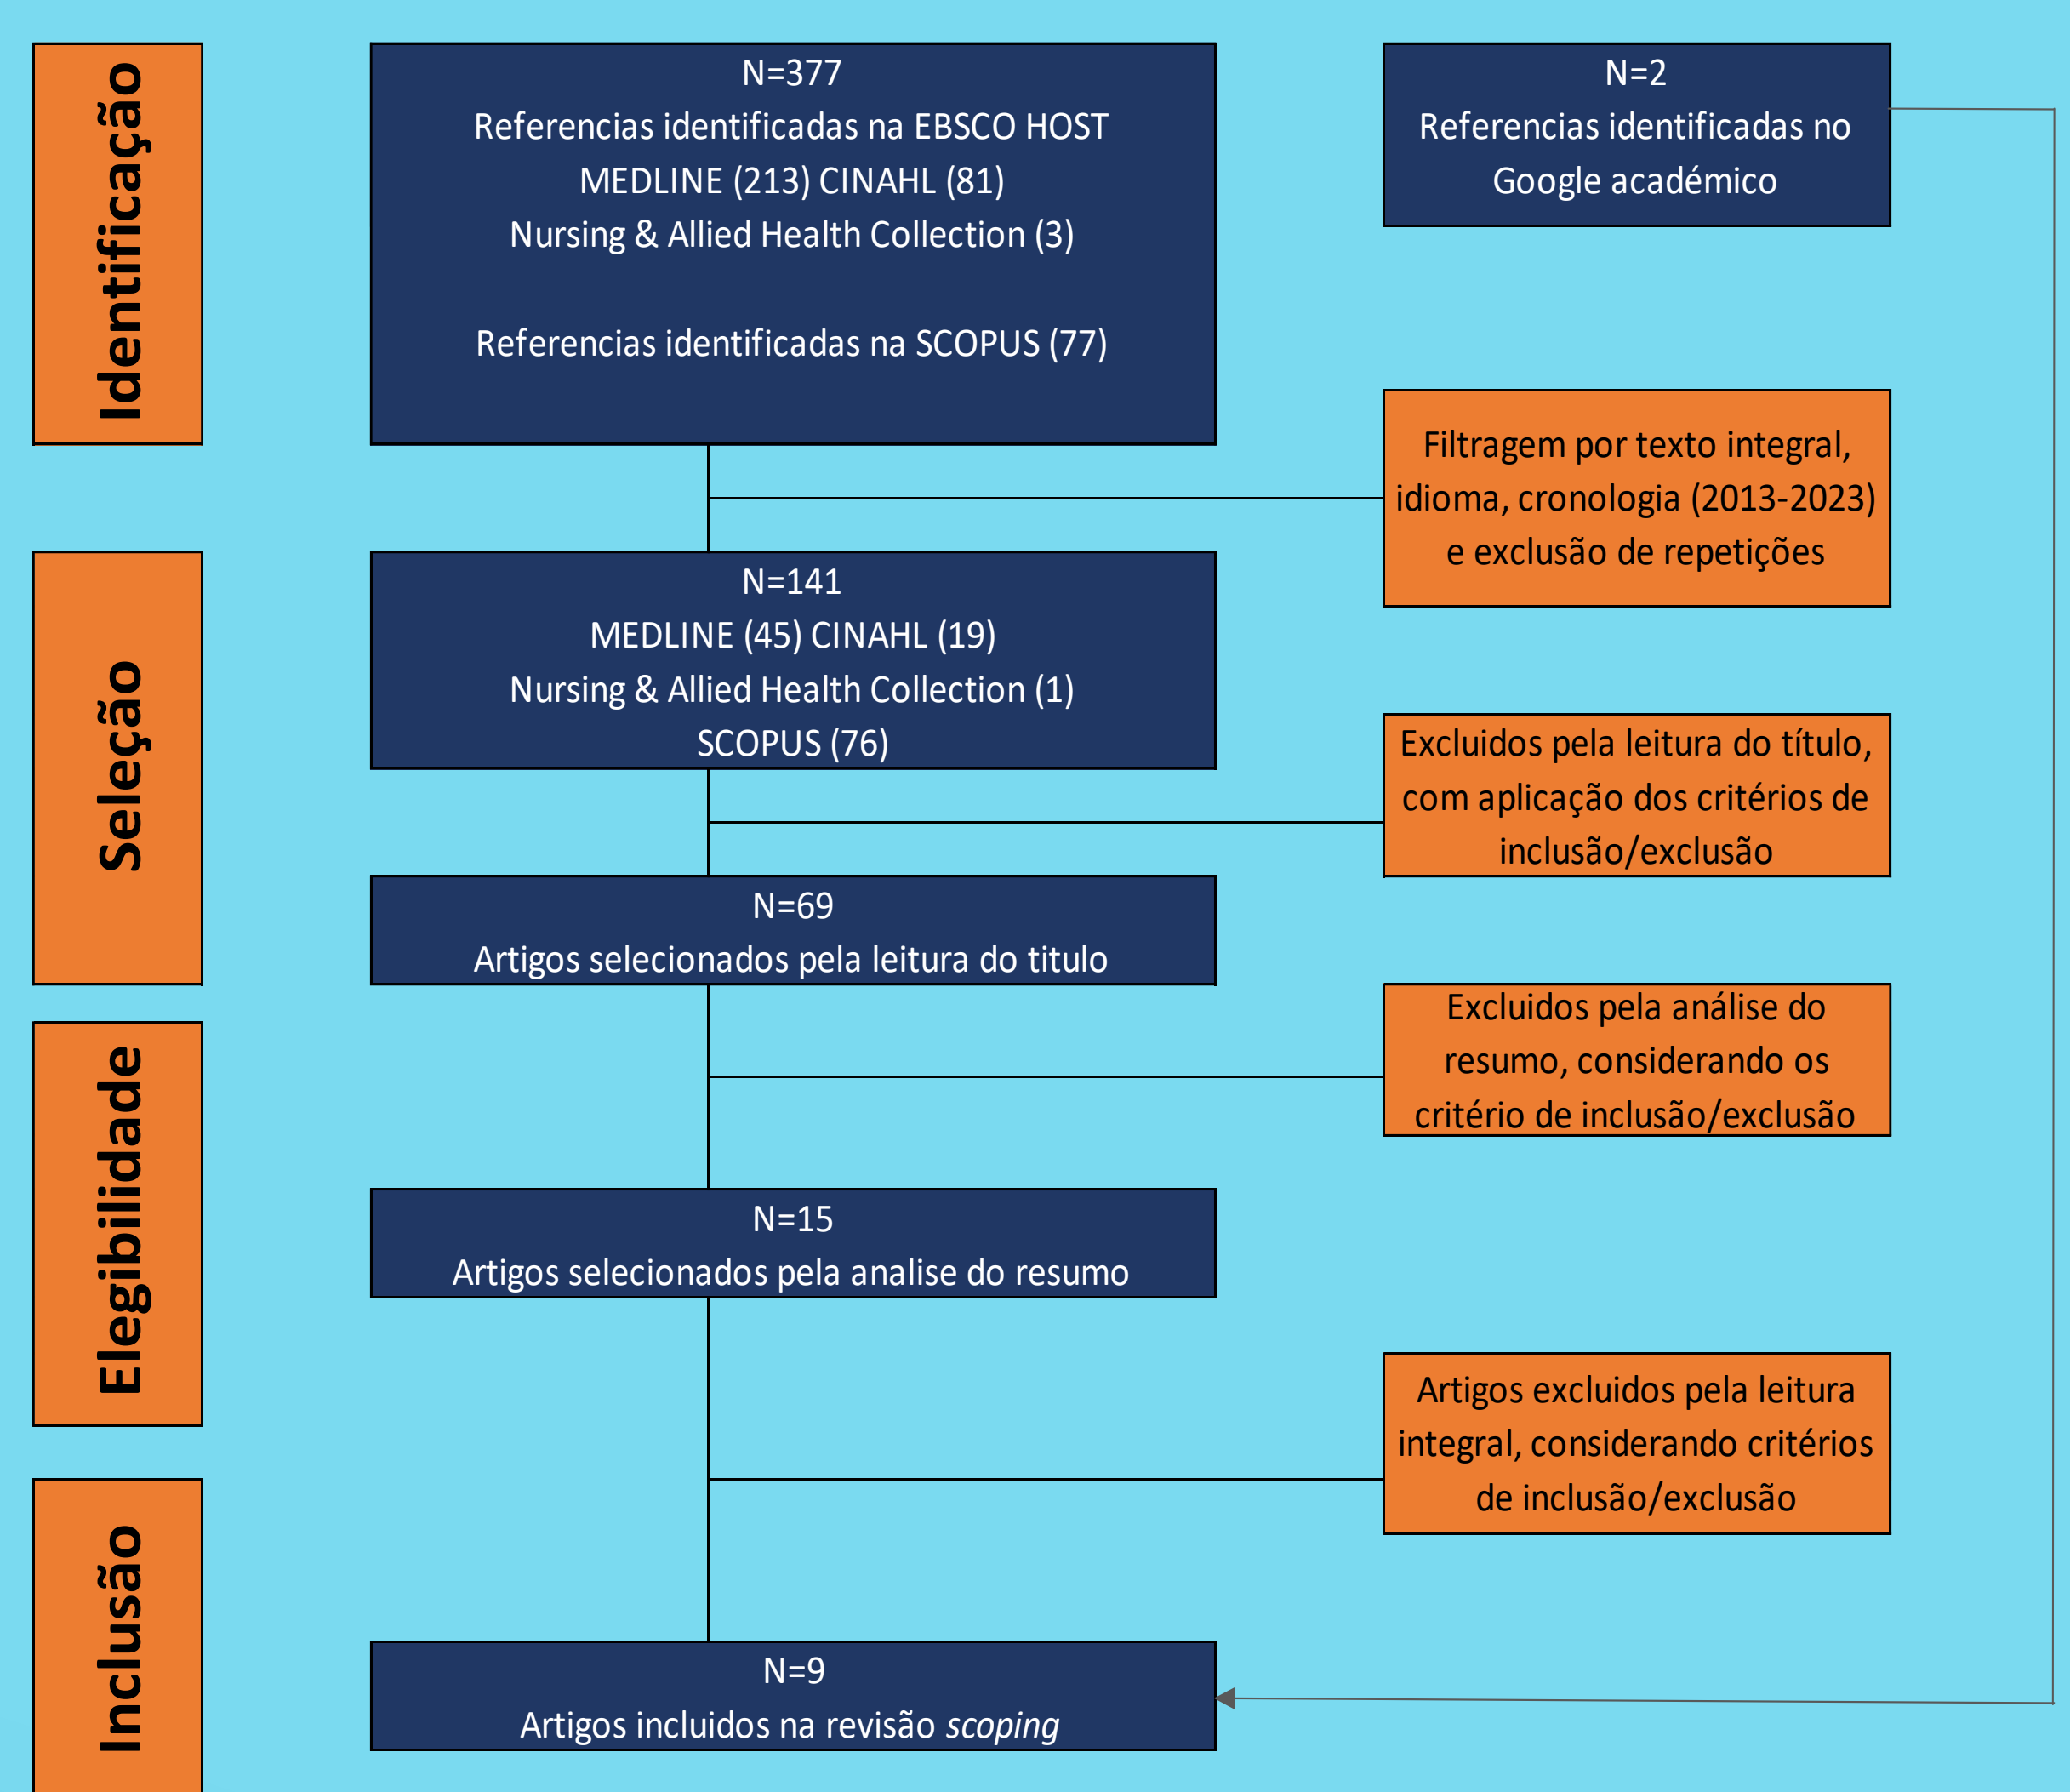 Identificação
N=377
Referencias identificadas na EBSCO HOST
MEDLINE (213) CINAHL (81)
Nursing & Allied Health Collection (3)
Referencias identificadas na SCOPUS (77)
N=2
Referencias identificadas no
Google académico
Filtragem por texto integral,
idioma, cronologia (2013-2023)
e exclusão de repetições
Seleção
N=141
MEDLINE (45) CINAHL (19)
Nursing & Allied Health Collection (1)
SCOPUS (76)
Excluidos pela leitura do título,
com aplicação dos critérios de
inclusão/exclusão
N=69
Artigos selecionados pela leitura do titulo
Elegibilidade
Excluidos pela análise do
resumo, considerando os
critério de inclusão/exclusão
N=15
Artigos selecionados pela analise do resumo
Artigos excluidos pela leitura
integral, considerando critérios
de inclusão/exclusão
Inclusão
N=9
Artigos incluidos na revisão scoping